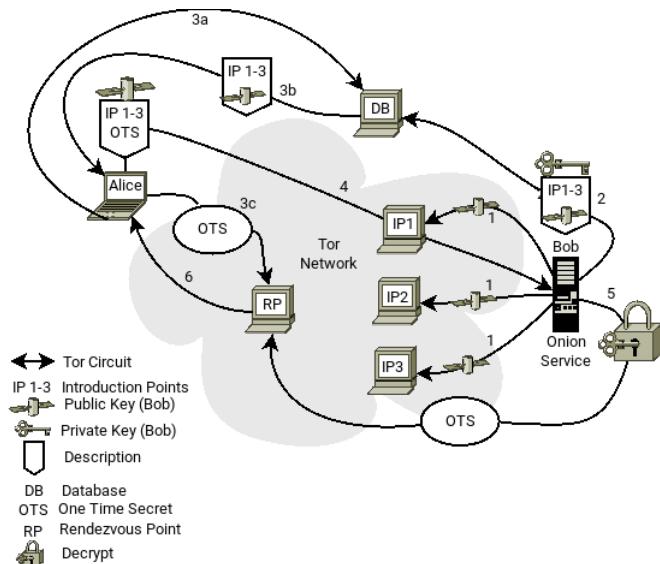 3a
IP 1-3
3b
DB
IP 1-3
OTS
Alice
4
IP1-3
2
3c
OTS
IP1
1
Bob
Tor
Network
6
RP
IP2
1
5
Onion
Service
1
IP3
OTS
Tor Circuit
IP 1-3 Introduction Points
Public Key (Bob)
Private Key (Bob)
Description
DB Database
OTS One Time Secret
RP Rendezvous Point
Decrypt